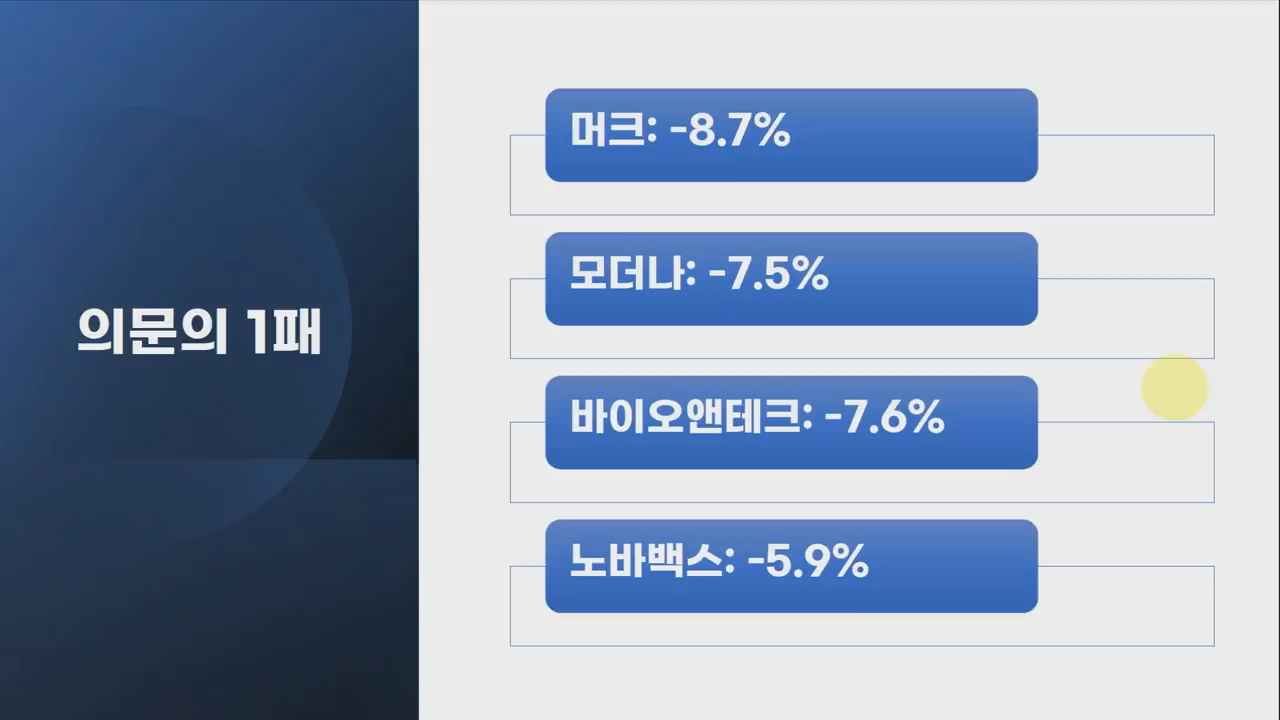 의문의 1패
머크: -8.7%
모더나: -7.5%
바이오앤테크: -7.6%
노바백스: -5.9%